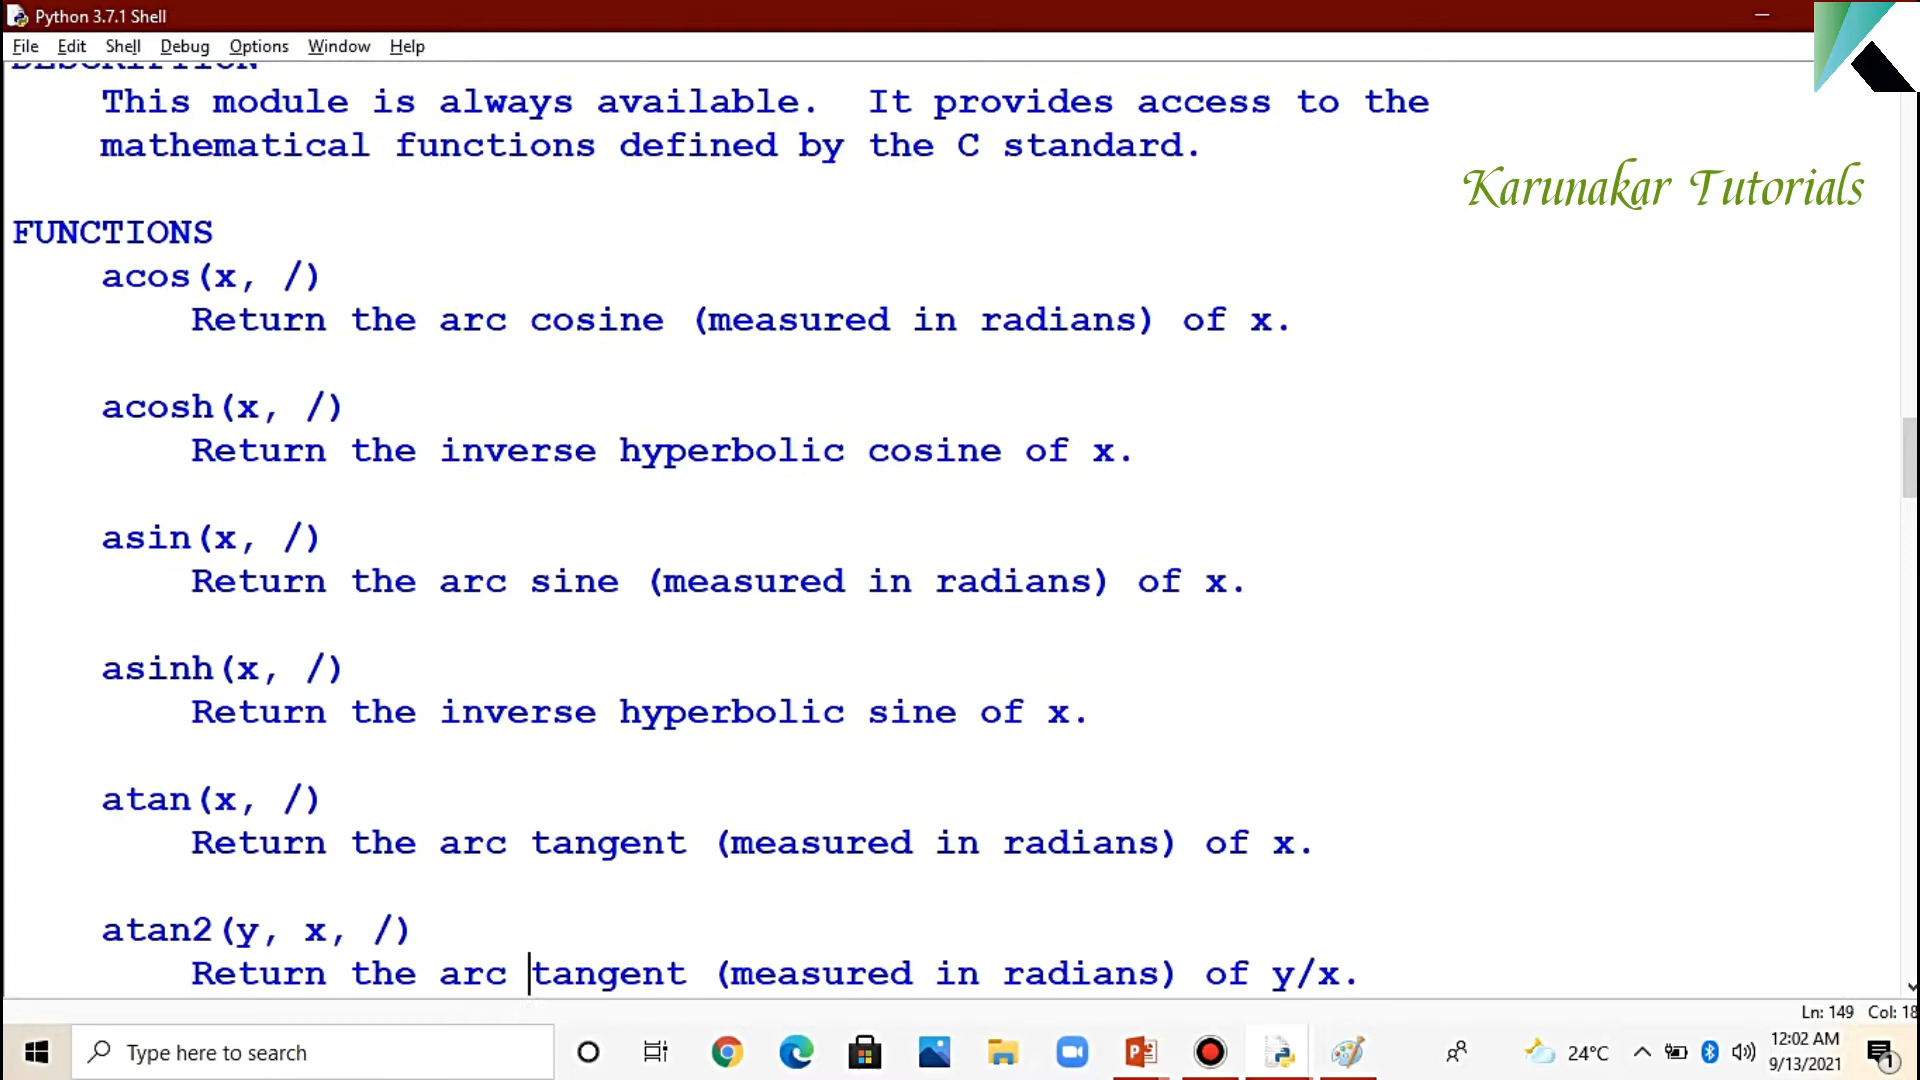 Python 3.7.1 Shell
File Edit Shell Debug Options Window Help
DESCRIPTION
This module is always available. It provides access to the
mathematical functions defined by the C standard.
Karunakar Tutorials
FUNCTIONS
acos(x, /)
Return the arc cosine (measured in radians) of x.
acosh(x, /)
Return the inverse hyperbolic cosine of x.
asin(x, /)
Return the arc sine (measured in radians) of x.
asinh(x, /)
Return the inverse hyperbolic sine of x.
atan(x, /)
Return the arc tangent (measured in radians) of x.
atan2(y, x, /)
Return the arc tangent (measured in radians) of y/x.
Ln: 149 Col: 18
Type here to search
24°C
12:02 AM
9/13/2021
1